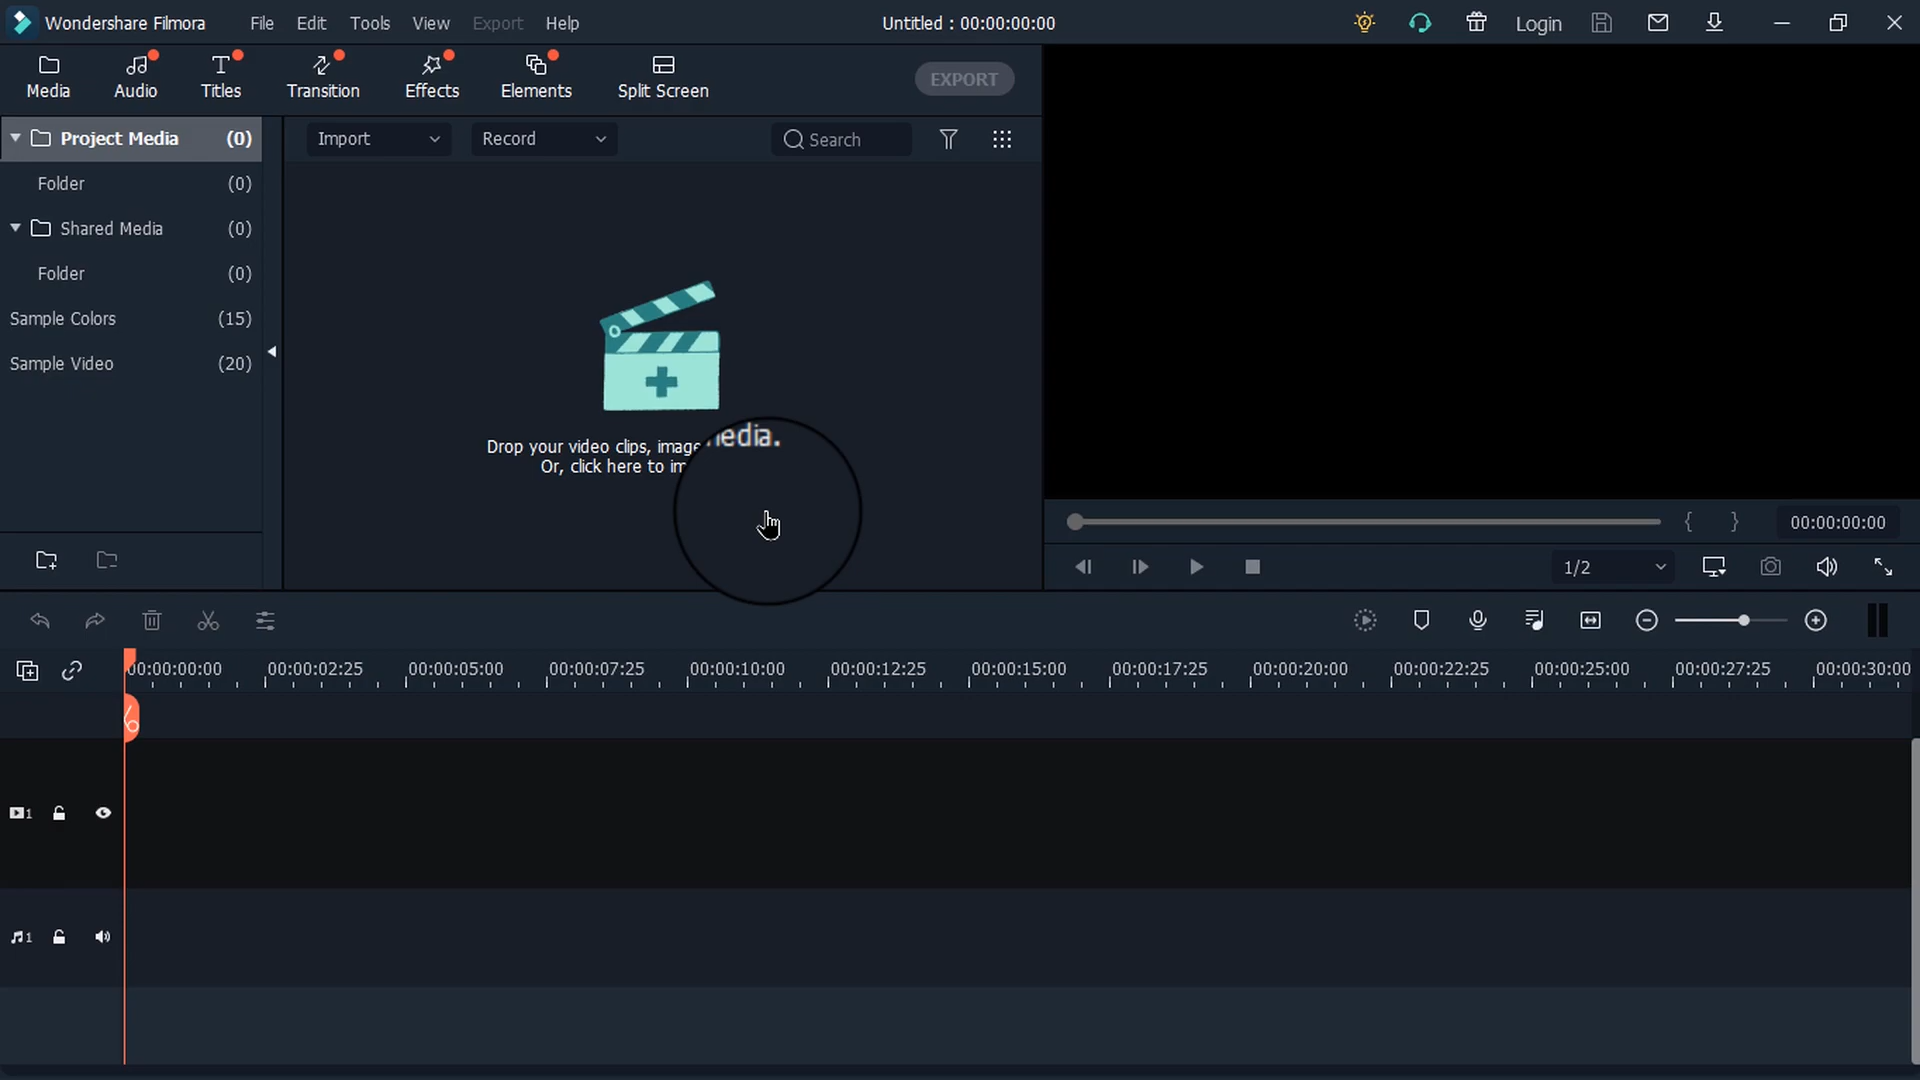 Wondershare Filmora
File
Edit
Tools
View
Export
Help
Untitled : 00:00:00:00
Login
Media
Audio
Titles
Transition
Effects
Elements
Split Screen
EXPORT
Project Media (0)
Folder (0)
Shared Media (0)
Folder (0)
Sample Colors (15)
Sample Video (20)
Import
Record
Search
Drop your video clips,
Or, click here to
00:00:00:00
1/2
00:00:00:00
00:00:02:25
00:00:05:00
00:00:07:25
00:00:10:00
00:00:12:25
00:00:15:00
00:00:17:25
00:00:20:00
00:00:22:25
00:00:25:00
00:00:27:25
00:00:30:00
1
1